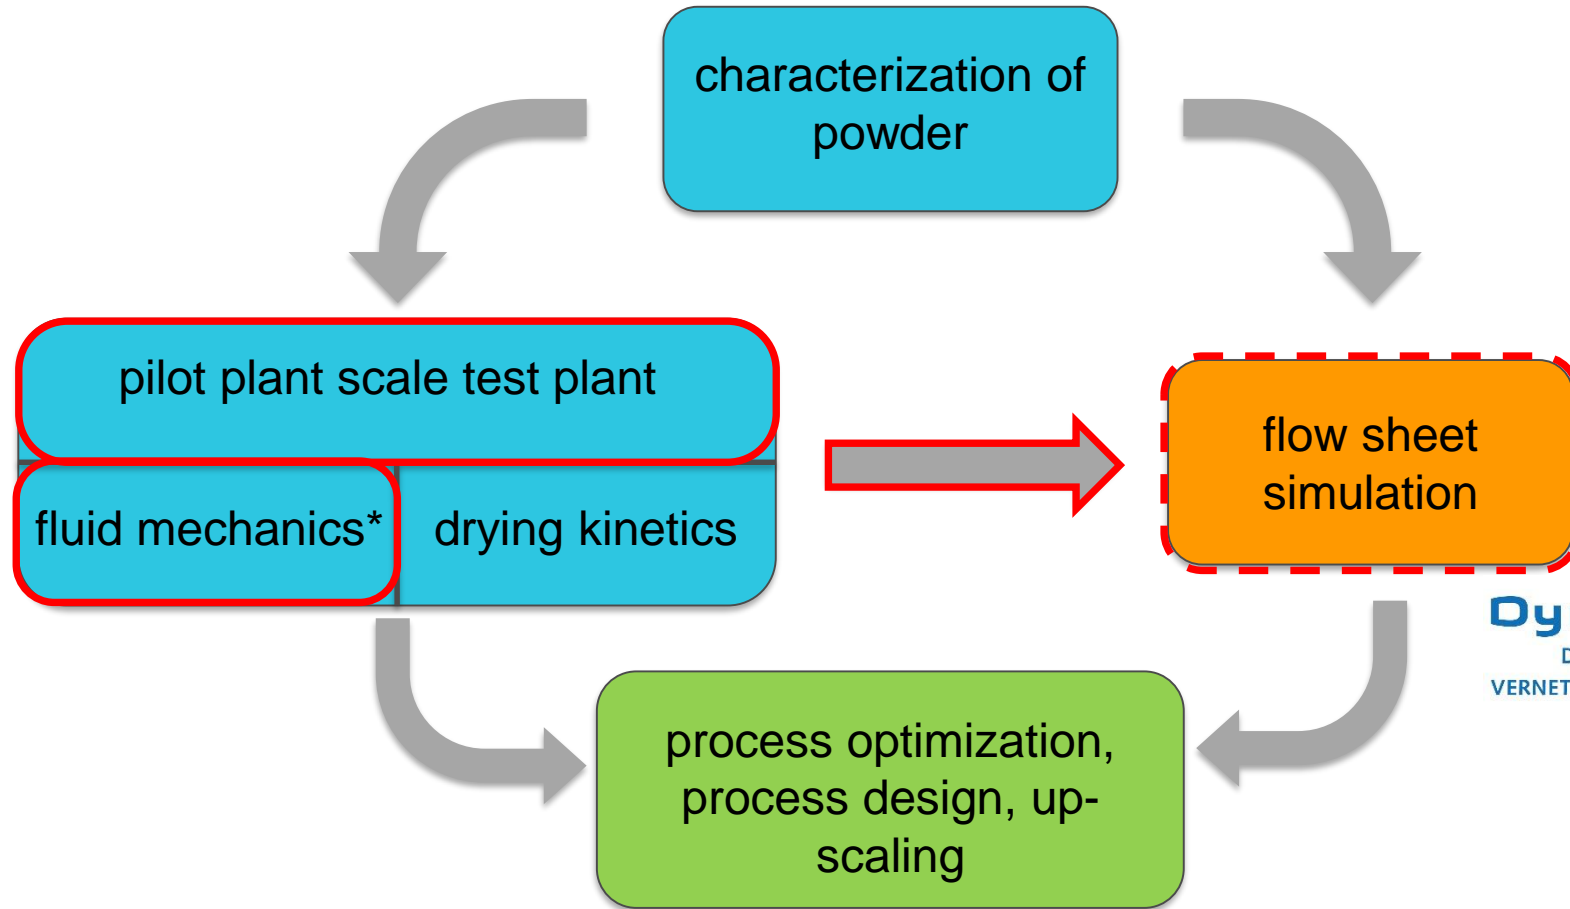 characterization of
powder
pilot plant scale test plant
fluid mechanics*
drying kinetics
flow sheet
simulation
process optimization,
process design, up-
scaling